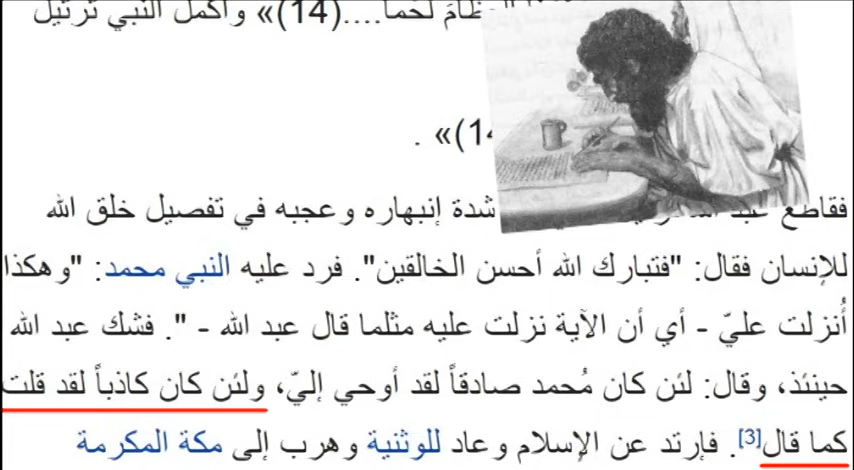 لَحما....(14)» وأكمل النبي ترتيل
(14)» .
فقاطع عبد شدة إنبهاره وعجبه في تفصيل خلق الله
للإنسان فقال: "فتبارك الله أحسن الخالقين". فرد عليه النبي محمد: "وهكذا
أُنزلت عليّ - أي أن الآية نزلت عليه مثلما قال عبد الله - ". فشك عبد الله
حينئذ، وقال: لئن كان مُحمد صادقاً لقد أوحي إليّ، ولئن كان كاذباً لقد قلت
كما قال[3]. فإرتد عن الإسلام وعاد للوثنية وهرب إلى مكة المكرمة